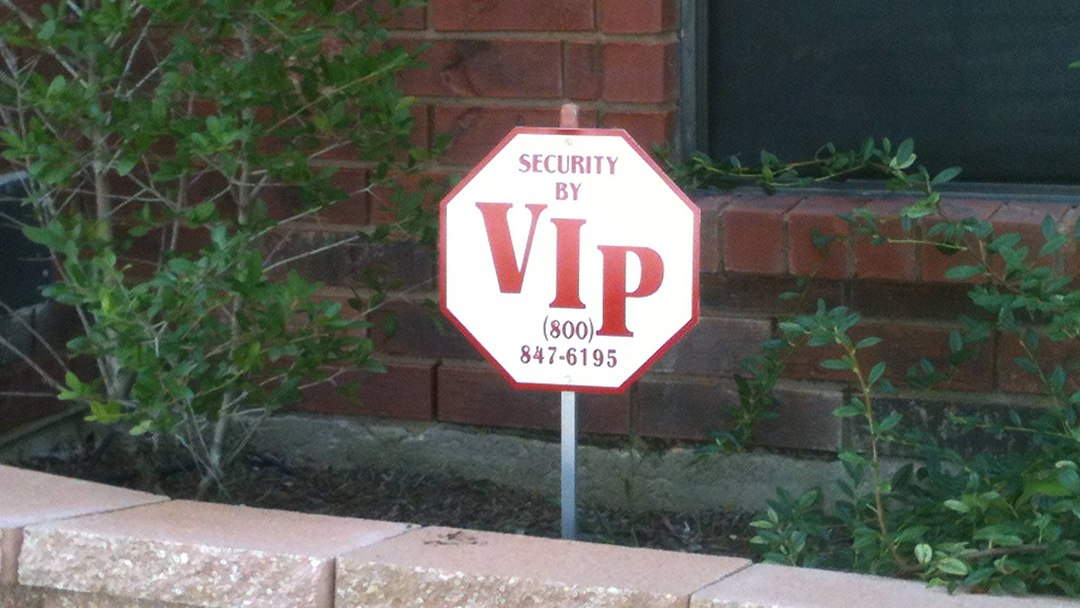 SECURITY
BY
VIP
(800)
847-6195